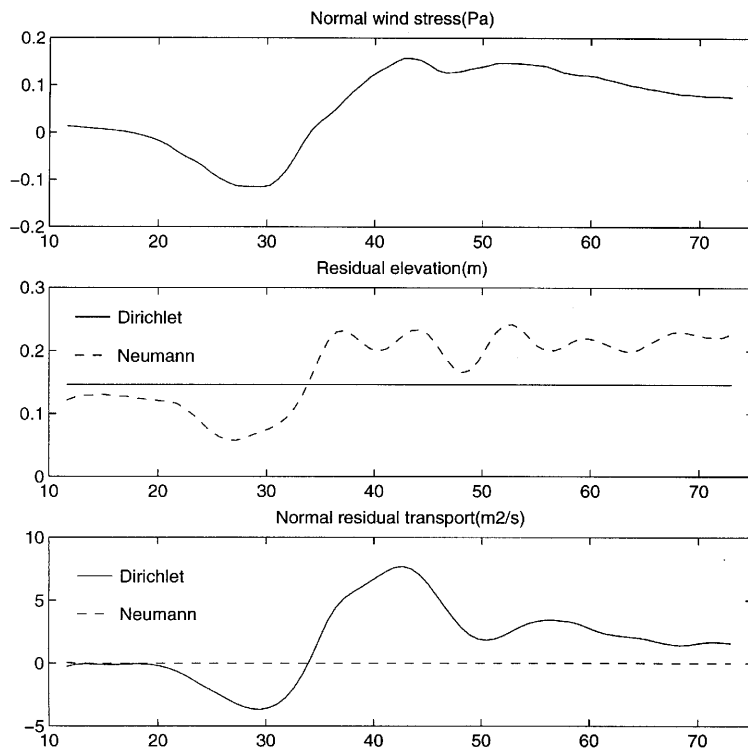 Normal wind stress(Pa)
0.2
0.1
0
−0.1
−0.2
10 20 30 40 50 60 70
Residual elevation(m)
0.3
Dirichlet
0.2
Neumann
0.1
0
10 20 30 40 50 60 70
Normal residual transport(m2/s)
10
Dirichlet
5
Neumann
0
−5
10 20 30 40 50 60 70